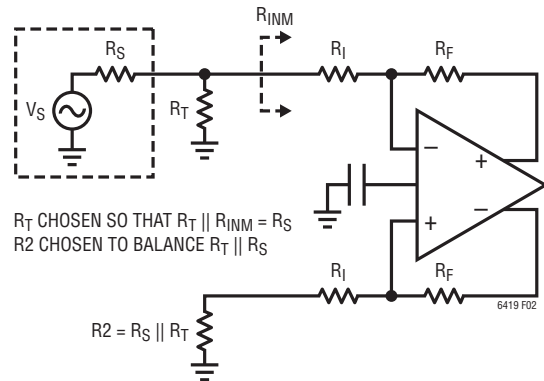 RINM
RS
RI
RF
VS
RT
−
+
−
+
RT CHOSEN SO THAT RT || RINM = RS
R2 CHOSEN TO BALANCE RT || RS
RI
RF
6419 F02
R2 = RS || RT